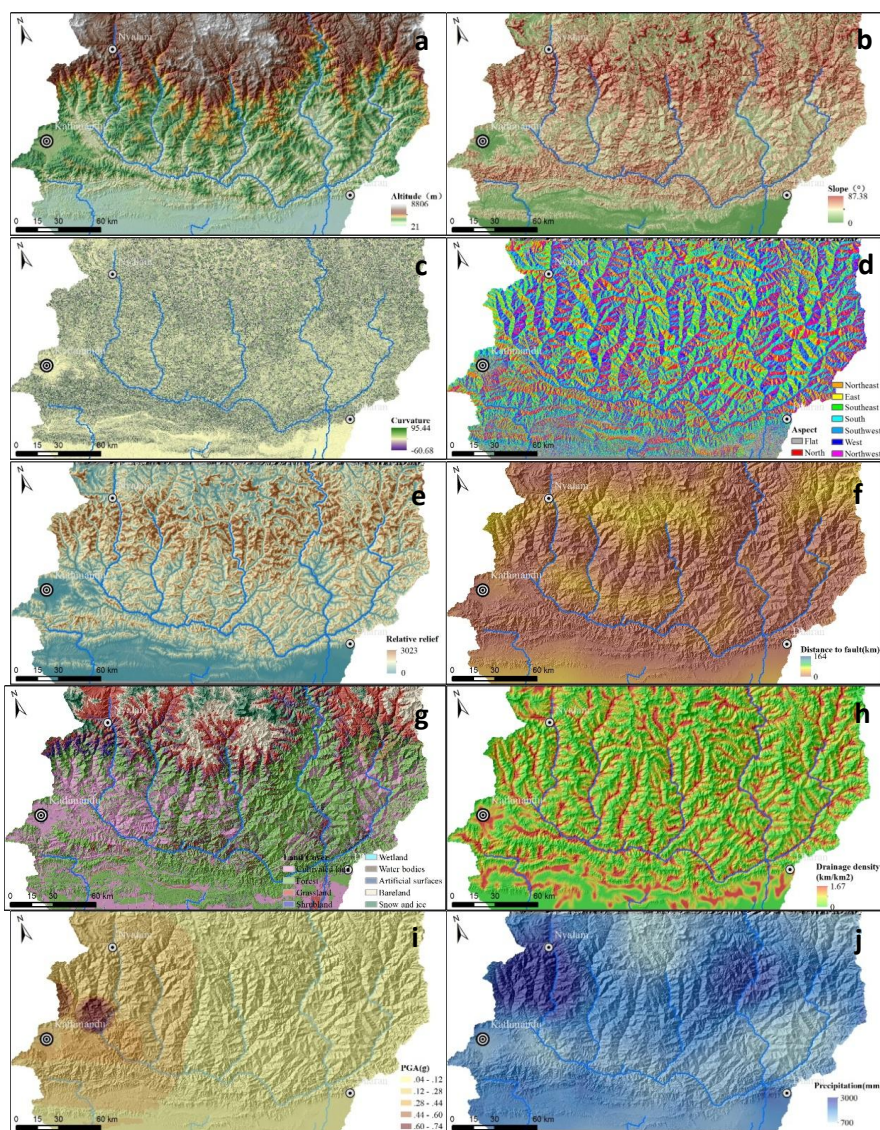 N
Nyalam
a
Kathmandu
Altitude (m)
8806
21
0 15 30 60 km
N
b
Slope (°)
87.38
0
0 15 30 60 km
N
c
Curvature
95.44
-60.68
0 15 30 60 km
N
d
Aspect
Flat
North
Northeast
East
Southeast
South
Southwest
West
Northwest
0 15 30 60 km
N
Nyalam
e
Kathmandu
Relative relief
3023
0
0 15 30 60 km
N
Nyalam
f
Kathmandu
Distance to fault(km)
164
0
0 15 30 60 km
N
g
Kathmandu
Land Cover
Cultivated land
Forest
Grassland
Shrubland
Wetland
Water bodies
Artificial surfaces
Bareland
Snow and ice
0 15 30 60 km
N
h
Drainage density
(km/km2)
1.67
0
0 15 30 60 km
N
Nyalam
i
Kathmandu
PGA(g)
.04 - .12
.12 - .28
.28 - .44
.44 - .60
.60 - .74
0 15 30 60 km
N
Nyalam
j
Kathmandu
Precipitation(mm
3000
700
0 15 30 60 km